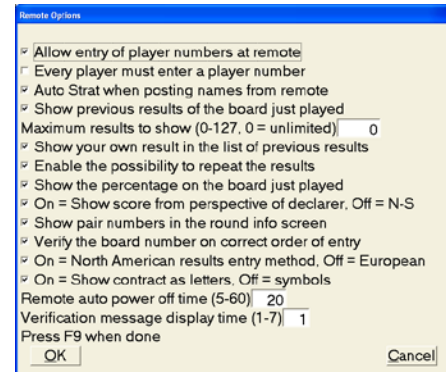 Remote Options
Allow entry of player numbers at remote
Every player must enter a player number
Auto Strat when posting names from remote
Show previous results of the board just played
Maximum results to show (0-127, 0 = unlimited) 0
Show your own result in the list of previous results
Enable the possibility to repeat the results
Show the percentage on the board just played
On = Show score from perspective of declarer, Off = N-S
Show pair numbers in the round info screen
Verify the board number on correct order of entry
On = North American results entry method, Off = European
On = Show contract as letters, Off = symbols
Remote auto power off time (5-60) 20
Verification message display time (1-7) 1
Press F9 when done
OK Cancel